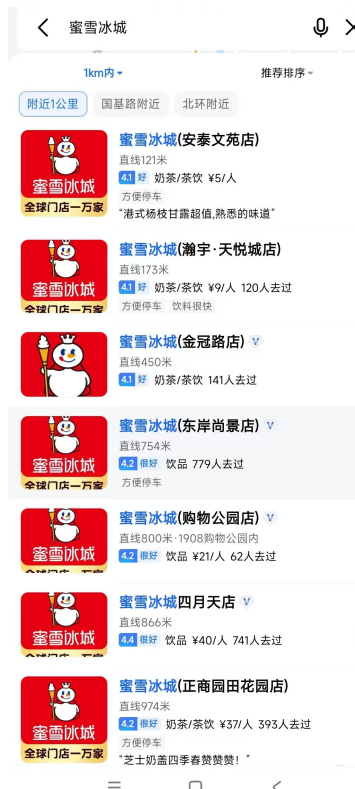 蜜雪冰城
1km内
推荐排序
附近1公里
国基路附近
北环附近
蜜雪冰城
全球门店一万家
蜜雪冰城(安泰文苑店)
直线121米
4.1 好 奶茶/茶饮 ¥5/人
方便停车
“港式杨枝甘露超值,熟悉的味道”
蜜雪冰城
全球门店一万家
蜜雪冰城(瀚宇·天悦城店)
直线173米
4.1 好 奶茶/茶饮 ¥9/人 120人去过
方便停车 饮料很快
蜜雪冰城(金冠路店) V
直线450米
4.1 好 奶茶/茶饮 141人去过
蜜雪冰城
全球门店一万家
蜜雪冰城(东岸尚景店) V
直线754米
4.2 很好 饮品 779人去过
方便停车
蜜雪冰城
蜜雪冰城(购物公园店) V
直线800米·1908购物公园内
4.2 很好 饮品 ¥21/人 62人去过
蜜雪冰城
蜜雪冰城四月天店 V
直线866米
4.4 很好 饮品 ¥40/人 741人去过
蜜雪冰城
全球门店一万家
蜜雪冰城(正商园田花园店)
直线974米
4.2 很好 奶茶/茶饮 ¥37/人 393人去过
方便停车
“芝士奶盖四季春赞赞赞！”